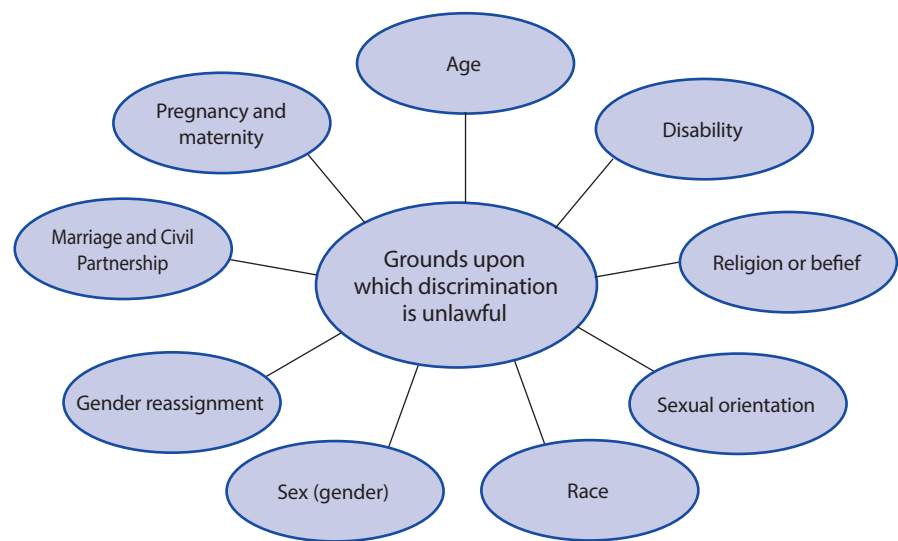 Age
Pregnancy and
maternity
Disability
Marriage and Civil
Partnership
Grounds upon
which discrimination
is unlawful
Religion or befief
Gender reassignment
Sexual orientation
Sex (gender)
Race